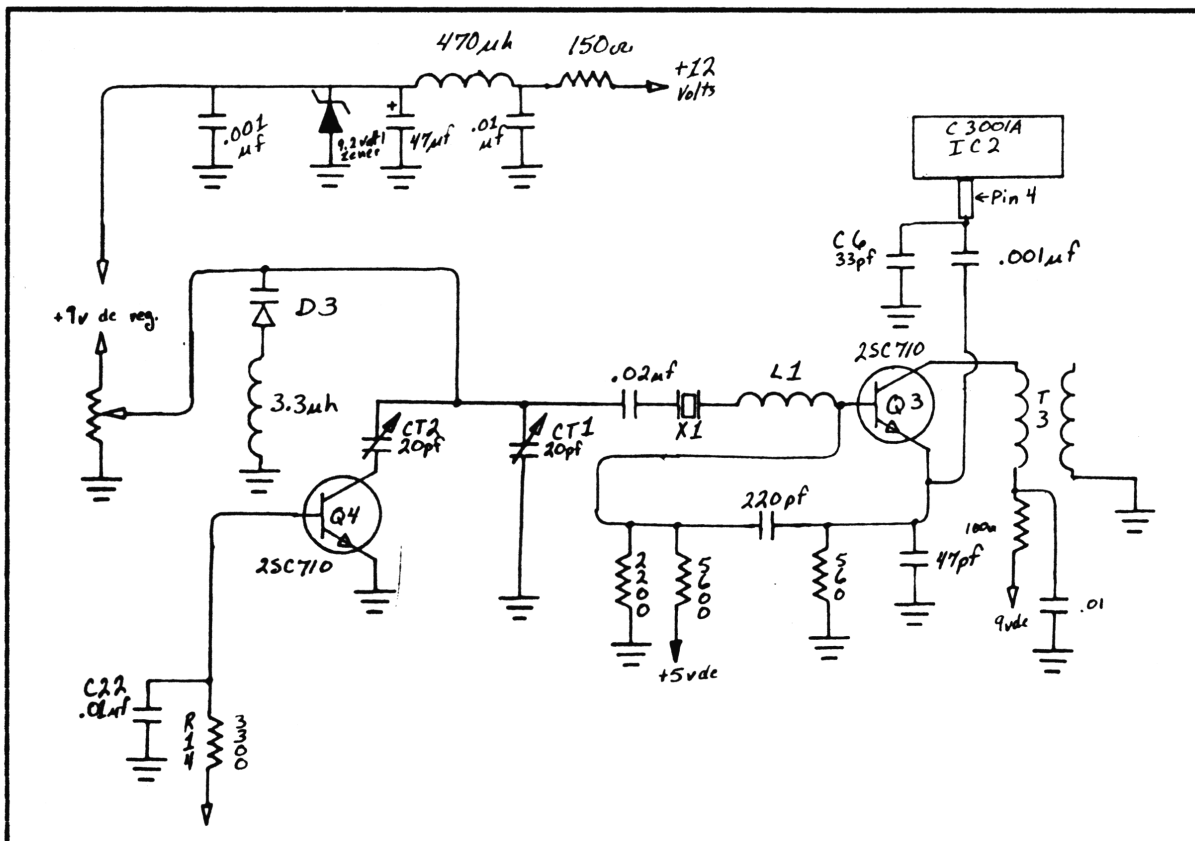 470μh
150Ω
+12
Volts
.001
μf
9.2 volt
zener
+
47μf
.01
μf
C3001A
IC2
←Pin 4
C6
33pf
.001μf
+9v dc reg.
D3
3.3μh
CT2
20pf
CT1
20pf
.02μf
X1
L1
2SC710
Q3
T
3
Q4
2SC710
220pf
2200
5600
560
47pf
100Ω
9vdc
.01
+5vdc
C22
.01μf
R14
3300